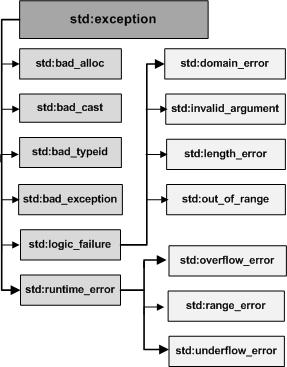 std:exception
std:bad_alloc
std:domain_error
std:bad_cast
std:invalid_argument
std:bad_typeid
std:length_error
std:bad_exception
std:out_of_range
std:logic_failure
std:overflow_error
std:runtime_error
std:range_error
std:underflow_error